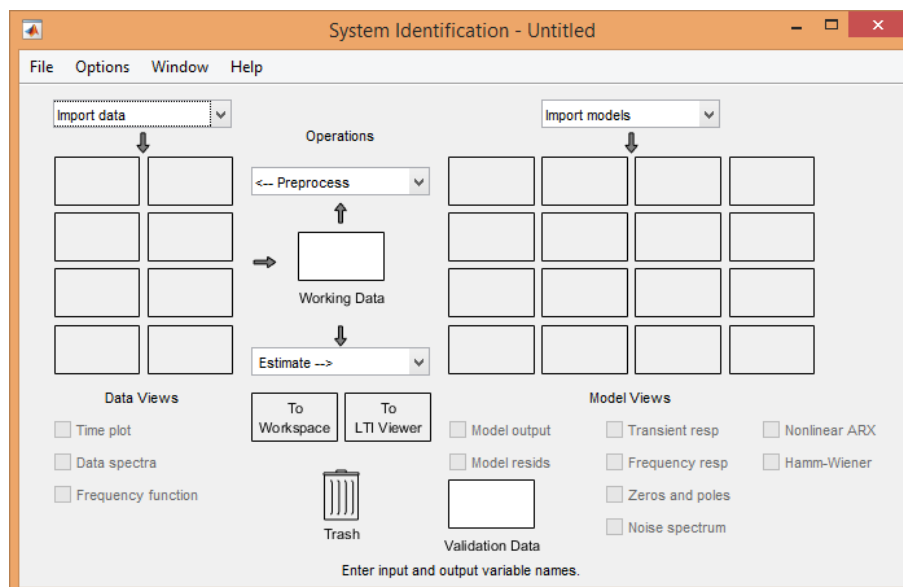 System Identification - Untitled
File Options Window Help
Import data
Import models
Operations
<-- Preprocess
Working Data
Estimate -->
Data Views
Time plot
Data spectra
Frequency function
To Workspace
To LTI Viewer
Trash
Model Views
Model output
Model resids
Transient resp
Frequency resp
Zeros and poles
Noise spectrum
Nonlinear ARX
Hamm-Wiener
Validation Data
Enter input and output variable names.